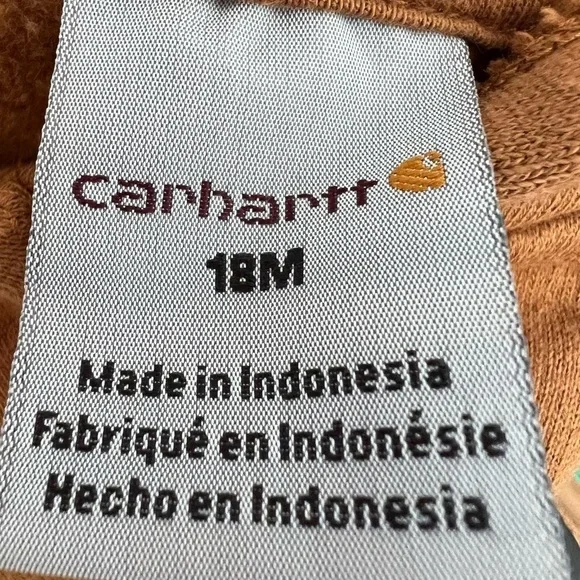 carhartt
18M
Made in Indonesia
Fabriqué en Indonésie
Hecho en Indonesia